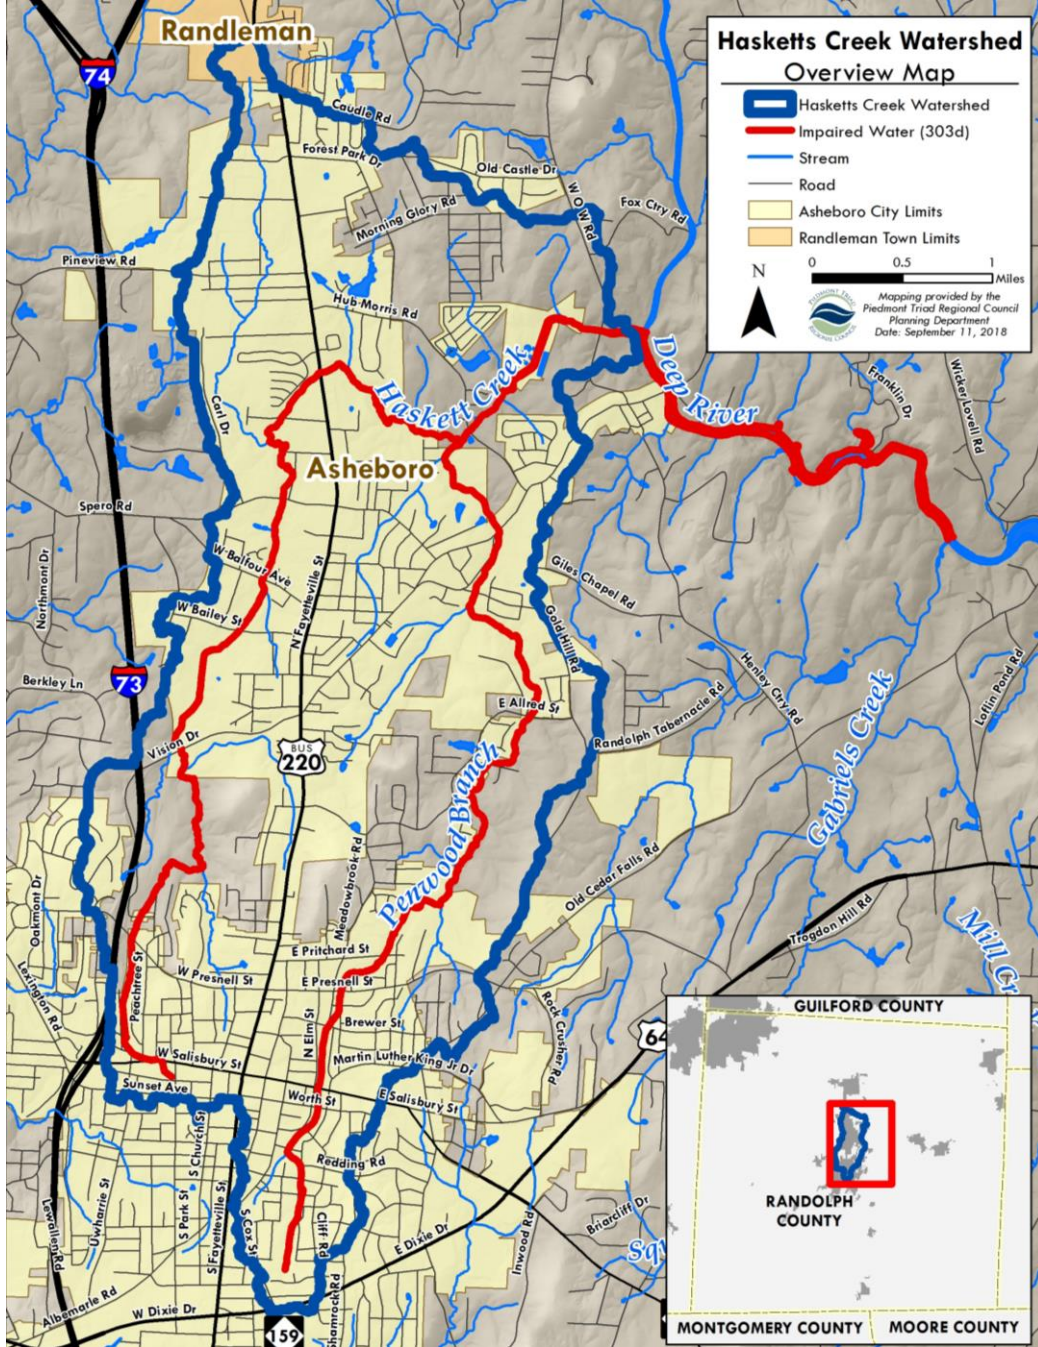 Randleman
74
Hasketts Creek Watershed
Overview Map
Hasketts Creek Watershed
Impaired Water (303d)
Stream
Road
Asheboro City Limits
Randleman Town Limits
N
0 0.5 1
Miles
PIEDMONT TRIAD
REGIONAL COUNCIL
Mapping provided by the
Piedmont Triad Regional Council
Planning Department
Date: September 11, 2018
Caudle Rd
Forest Park Dr
Old Castle Dr
W O W Rd
Fox Ctry Rd
Morning Glory Rd
Pineview Rd
Hub Morris Rd
Haskett Creek
Deep River
Franklin Dr
Wicker Lovell Rd
Carl Dr
Asheboro
Spero Rd
Northmont Dr
W Balfour Ave
W Bailey St
N Fayetteville St
Giles Chapel Rd
Gold Hill Rd
Henley Ctry Rd
Loflin Pond Rd
Berkley Ln
73
E Allred St
Randolph Tabernacle Rd
Vision Dr
BUS
220
Gabriels Creek
Penwood Branch
Meadowbrook Rd
Old Cedar Falls Rd
Oakmont Dr
Trogdon Hill Rd
Mill Cr
Lexington Rd
Peachtree St
W Presnell St
E Pritchard St
E Presnell St
N Elm St
Brewer St
Rock Crusher Rd
64
W Salisbury St
Martin Luther King Jr Dr
Sunset Ave
Worth St
E Salisbury St
S Church St
Redding Rd
Lewallen Rd
Uwharrie St
S Park St
S Fayetteville St
S Cox St
Cliff Rd
E Dixie Dr
Inwood Rd
Briarcliff Dr
Squ
Albemarle Rd
W Dixie Dr
159
Shamrock Rd
GUILFORD COUNTY
RANDOLPH
COUNTY
MONTGOMERY COUNTY
MOORE COUNTY